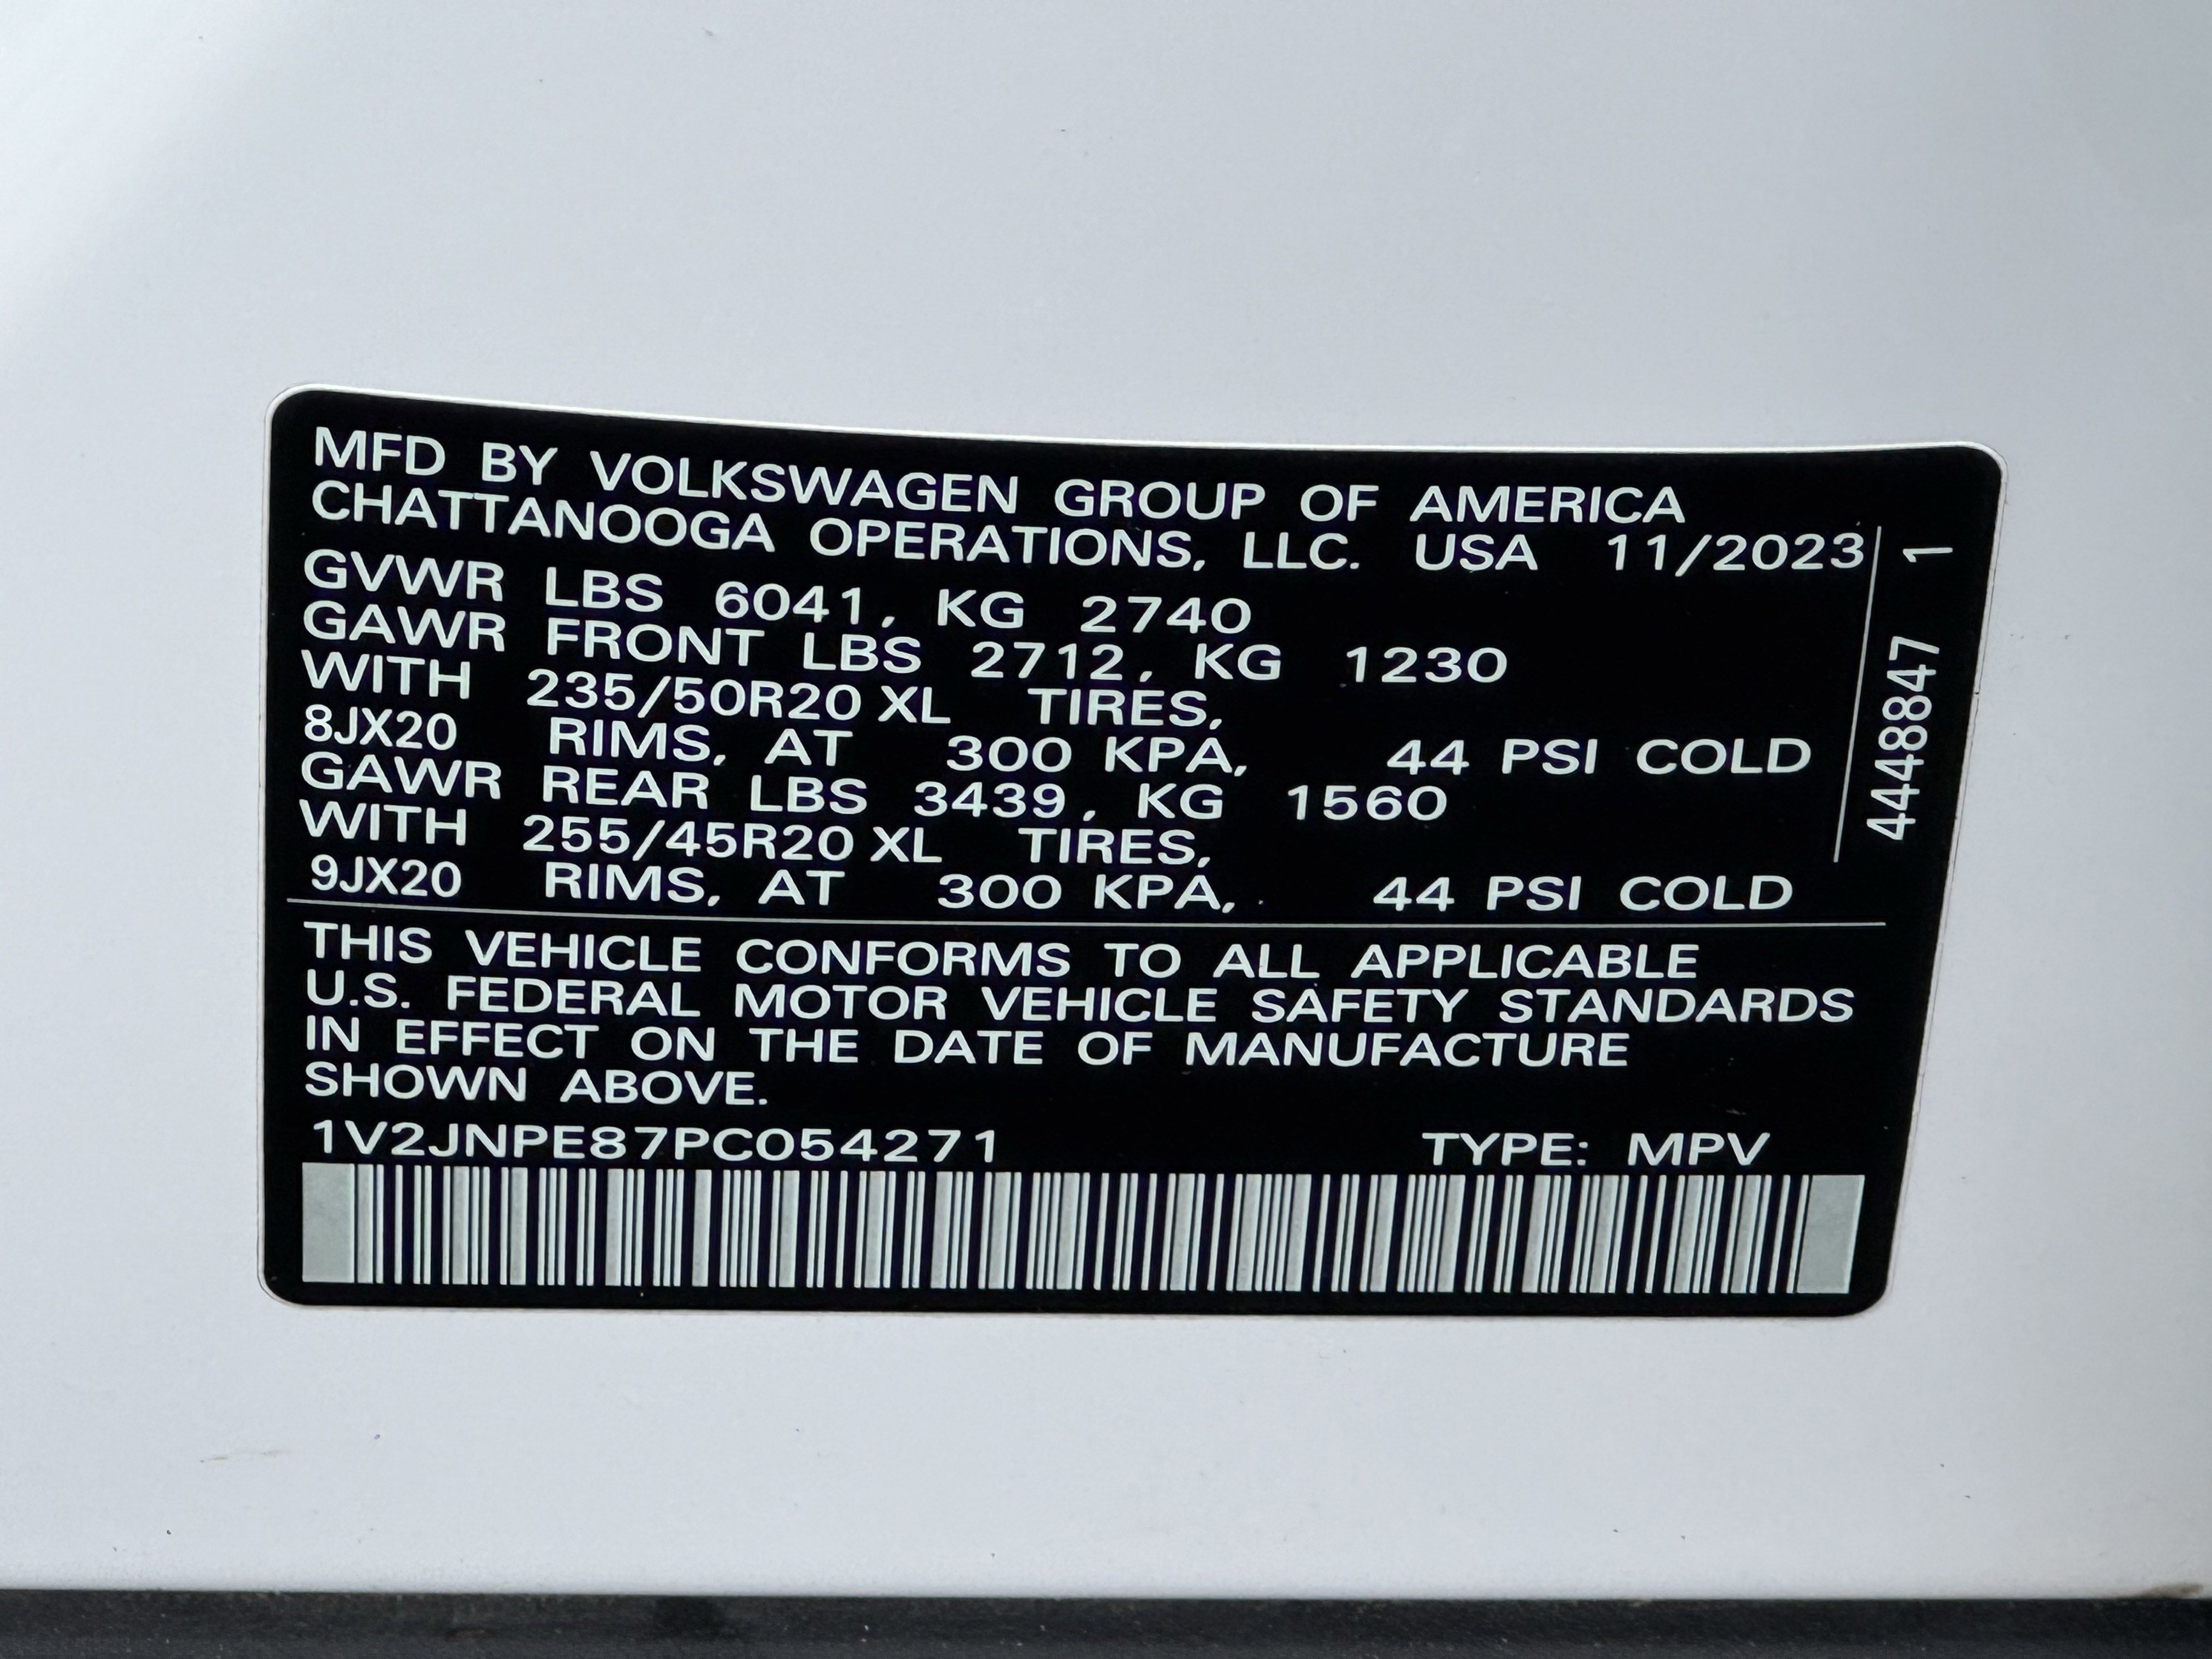 MFD BY VOLKSWAGEN GROUP OF AMERICA
CHATTANOOGA OPERATIONS, LLC. USA 11/2023
GVWR LBS 6041, KG 2740
GAWR FRONT LBS 2712, KG 1230
WITH 235/50R20 XL TIRES,
8JX20 RIMS, AT 300 KPA, 44 PSI COLD
GAWR REAR LBS 3439, KG 1560
WITH 255/45R20 XL TIRES,
9JX20 RIMS, AT 300 KPA, 44 PSI COLD
THIS VEHICLE CONFORMS TO ALL APPLICABLE
U.S. FEDERAL MOTOR VEHICLE SAFETY STANDARDS
IN EFFECT ON THE DATE OF MANUFACTURE
SHOWN ABOVE.
1V2JNPE87PC054271 TYPE: MPV
4448847 1